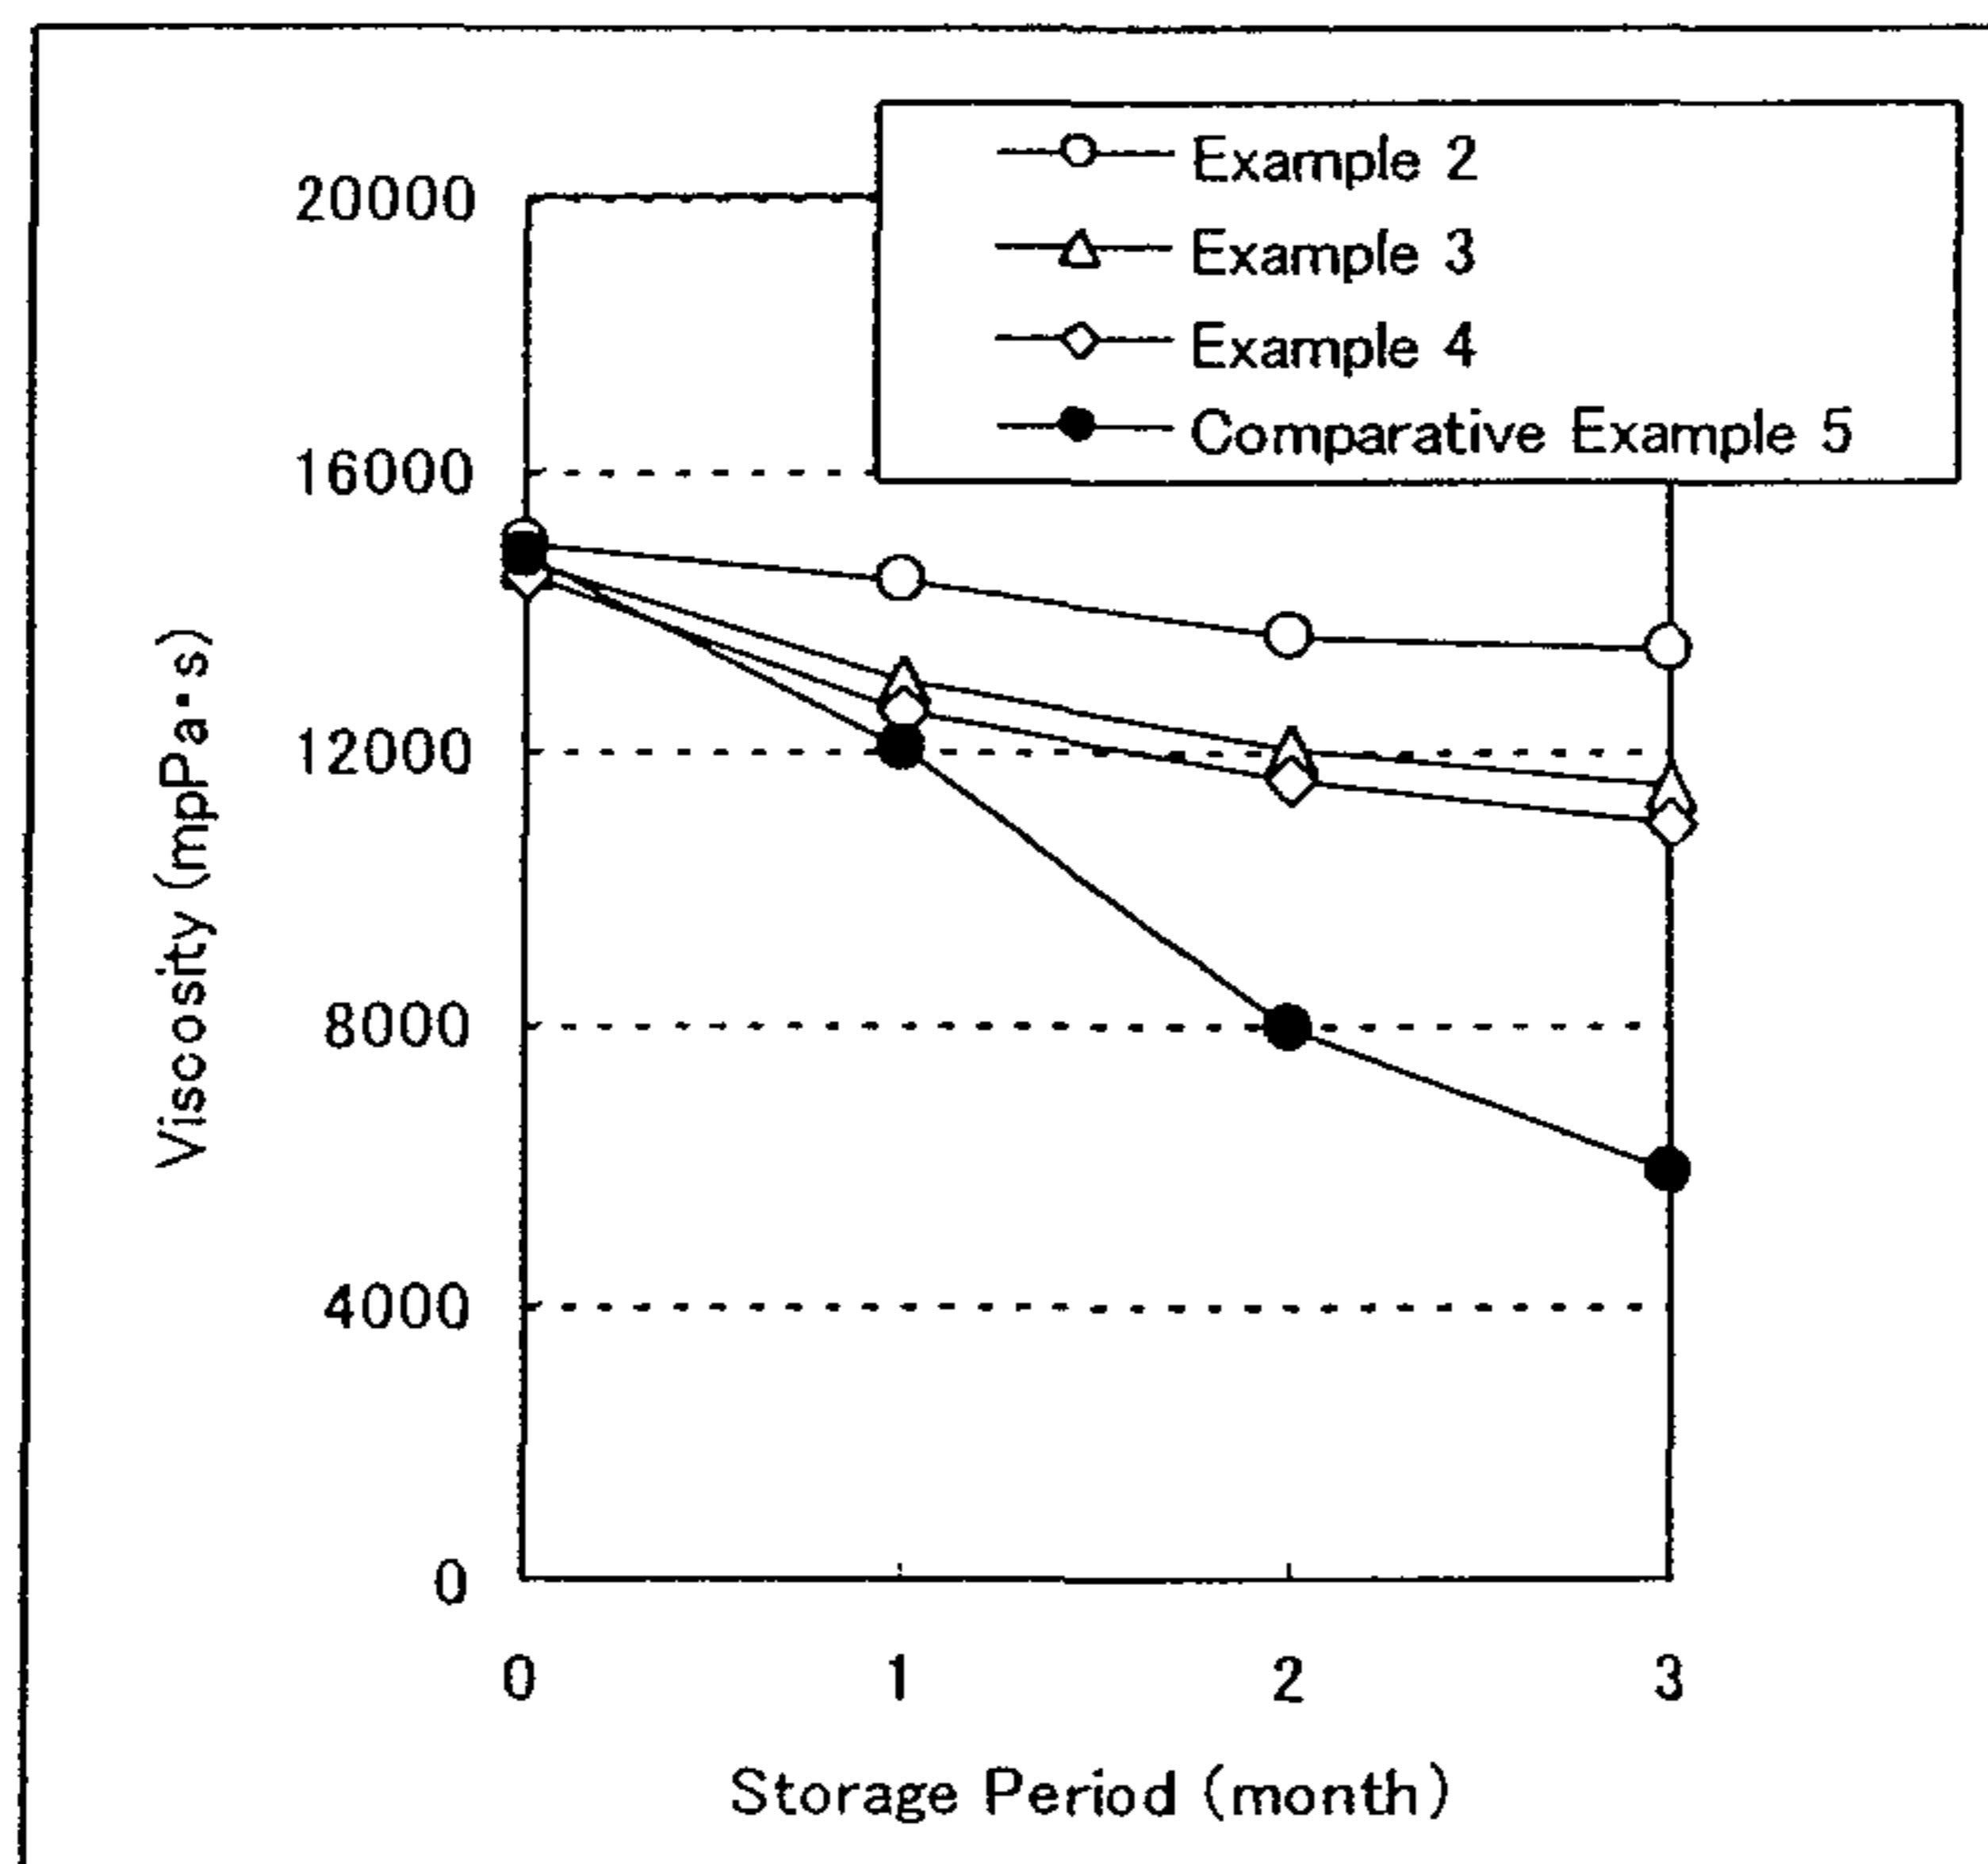 Example 2
Example 3
Example 4
Comparative Example 5
20000
16000
12000
8000
4000
0
Viscosity (mpPa·s)
0 1 2 3
Storage Period (month)